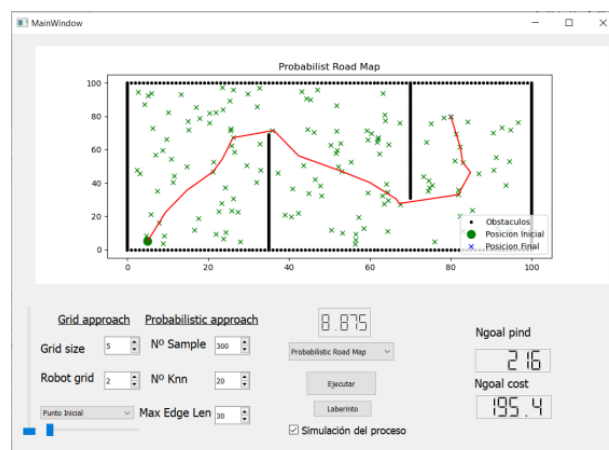 MainWindow
Probabilist Road Map
100
80
60
40
20
0
0 20 40 60 80 100
Obstaculos
Posicion Inicial
Posicion Final
Grid approach Probabilistic approach
8.875
Grid size 5 Nº Sample 300
Probabilistic Road Map
Ngoal pind
216
Robot grid 2 Nº Knn 20
Ejecutar
Ngoal cost
195.4
Punto Inicial Max Edge Len 30
Laberinto
Simulación del proceso